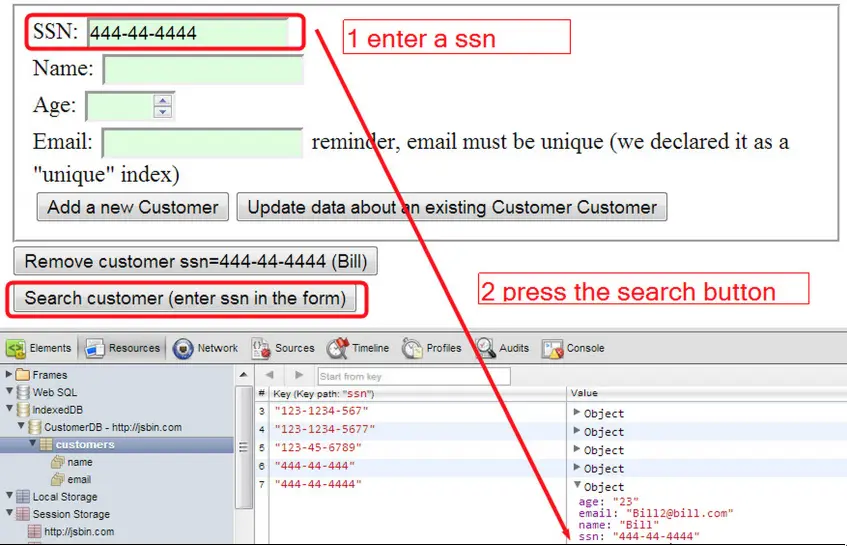 SSN: 444-44-4444
1 enter a ssn
Name:
Age:
Email: reminder, email must be unique (we declared it as a
"unique" index)
Add a new Customer Update data about an existing Customer Customer
Remove customer ssn=444-44-4444 (Bill)
Search customer (enter ssn in the form)
2 press the search button
Elements Resources Network Sources Timeline Profiles Audits Console
Frames
Web SQL
IndexedDB
CustomerDB - http://jsbin.com
customers
name
email
Local Storage
Session Storage
http://jsbin.com
Start from key
# Key (Key path: "ssn") Value
3 "123-1234-567" Object
4 "123-1234-5677" Object
5 "123-45-6789" Object
6 "444-44-444" Object
7 "444-44-4444" Object
age: "23"
email: "Bill2@bill.com"
name: "Bill"
ssn: "444-44-4444"